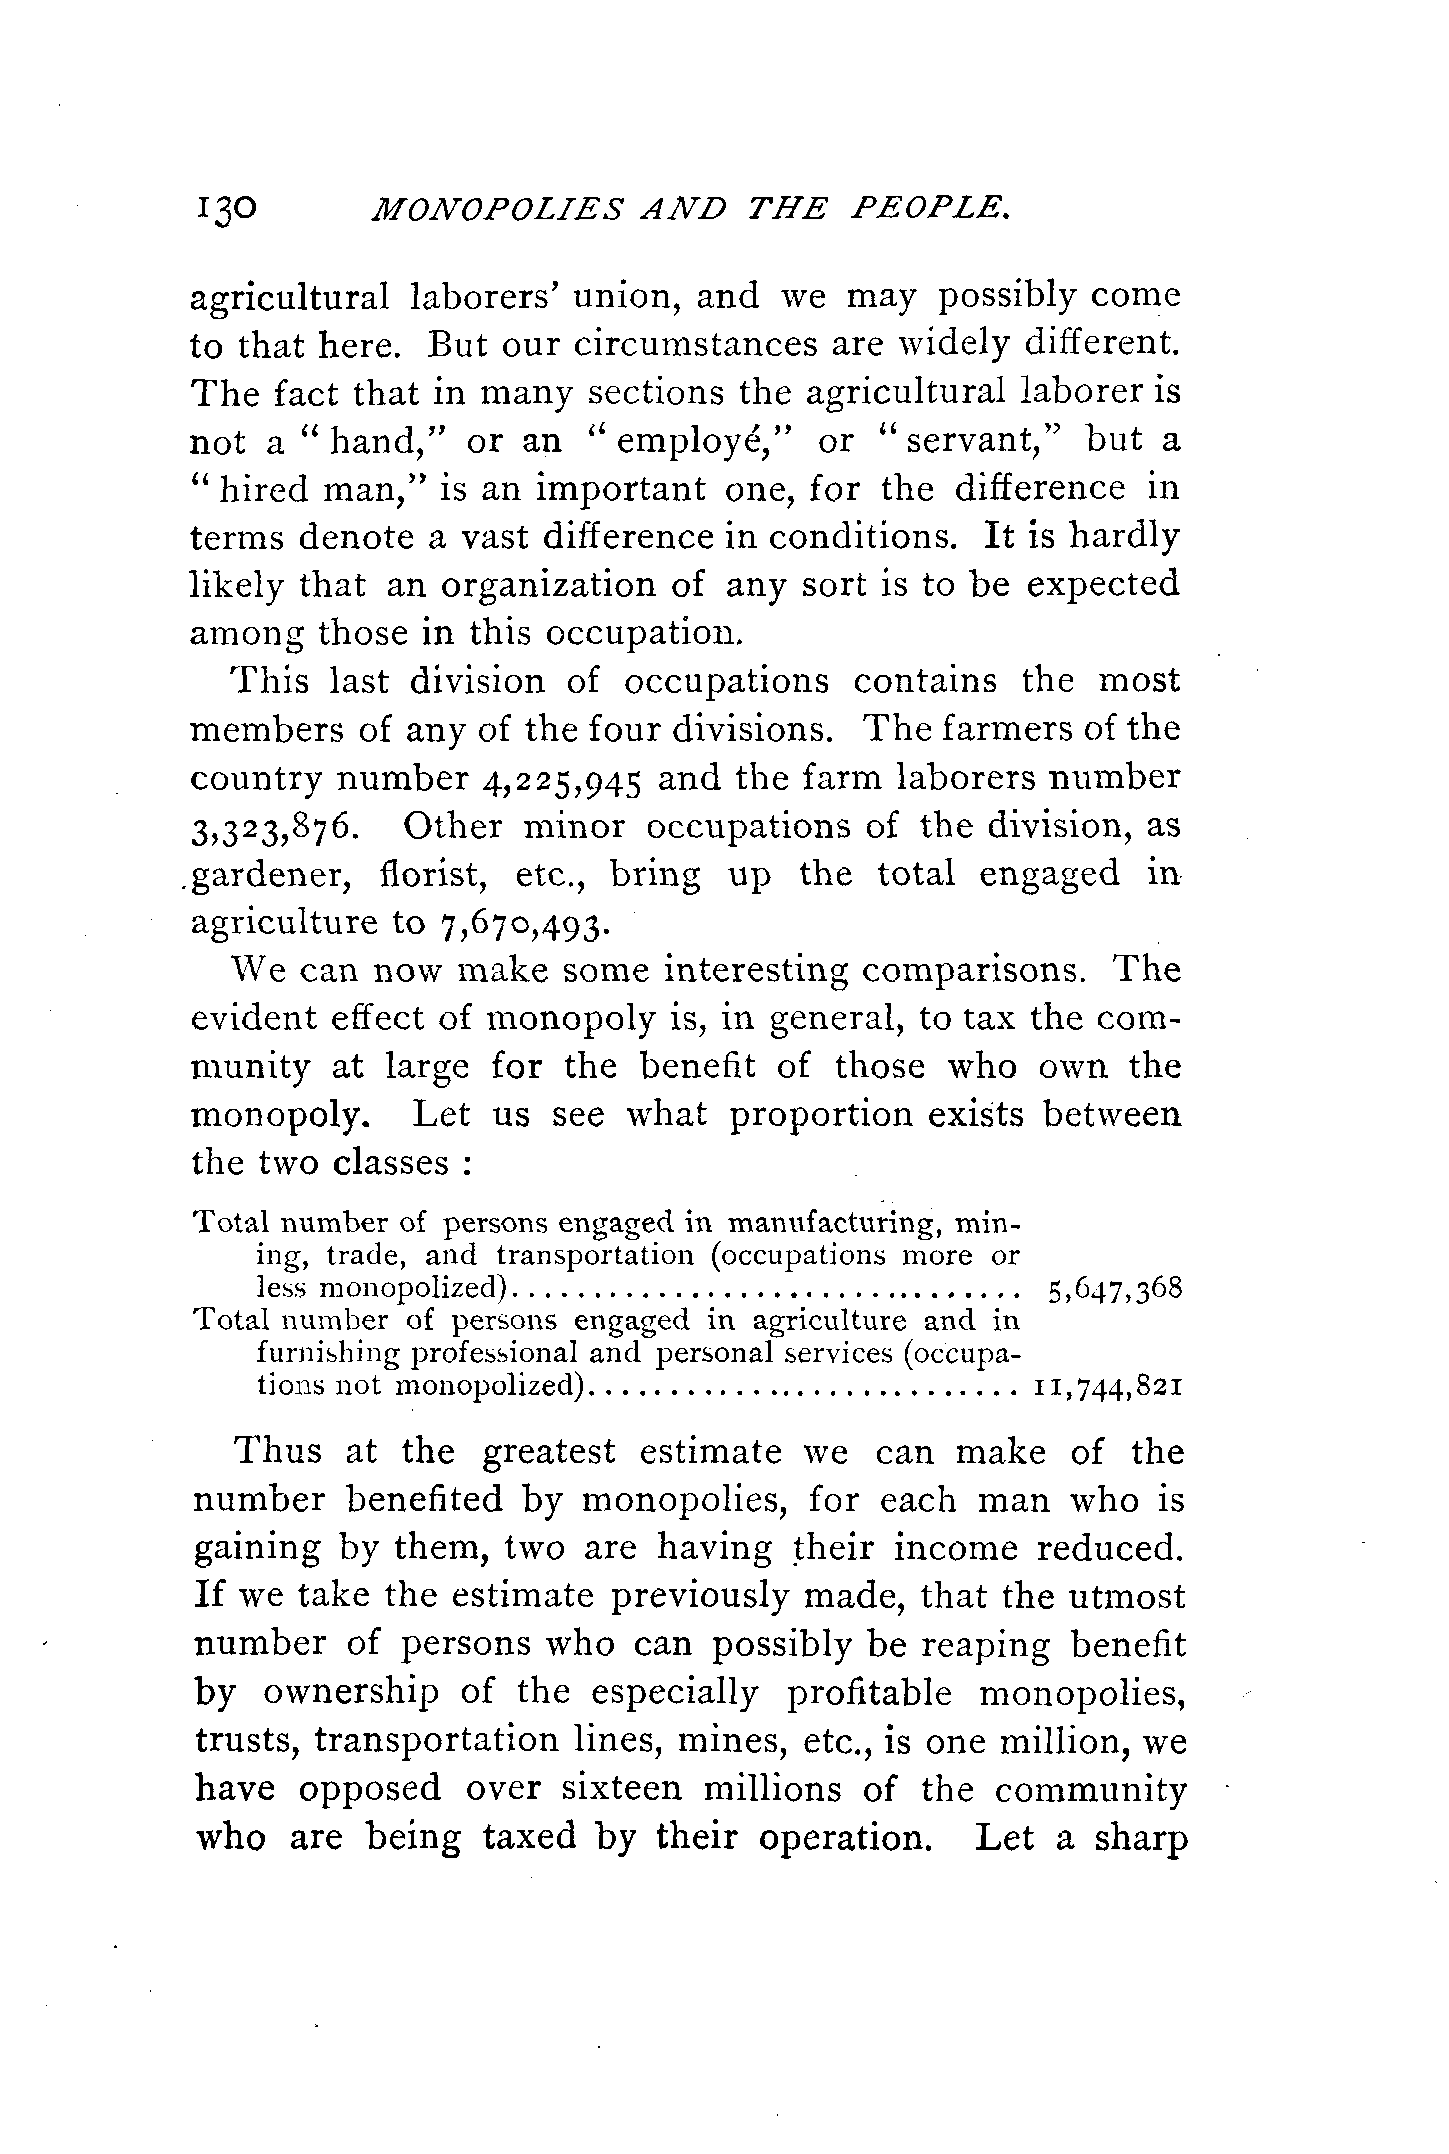 130 MONOPOLIES AND THE PEOPLE.
agricultural laborers' union, and we may possibly come
to that here. But our circumstances are widely different.
The fact that in many sections the agricultural laborer is
not a “ hand,” or an “ employé,” or “ servant,” but a
“ hired man,” is an important one, for the difference in
terms denote a vast difference in conditions. It is hardly
likely that an organization of any sort is to be expected
among those in this occupation.
This last division of occupations contains the most
members of any of the four divisions. The farmers of the
country number 4,225,945 and the farm laborers number
3,323,876. Other minor occupations of the division, as
gardener, florist, etc., bring up the total engaged in
agriculture to 7,670,493.
We can now make some interesting comparisons. The
evident effect of monopoly is, in general, to tax the com-
munity at large for the benefit of those who own the
monopoly. Let us see what proportion exists between
the two classes :
Total number of persons engaged in manufacturing, min-
ing, trade, and transportation (occupations more or
less monopolized)................................ 5,647,368
Total number of persons engaged in agriculture and in
furnishing professional and personal services (occupa-
tions not monopolized)........................... 11,744,821
Thus at the greatest estimate we can make of the
number benefited by monopolies, for each man who is
gaining by them, two are having their income reduced.
If we take the estimate previously made, that the utmost
number of persons who can possibly be reaping benefit
by ownership of the especially profitable monopolies,
trusts, transportation lines, mines, etc., is one million, we
have opposed over sixteen millions of the community
who are being taxed by their operation. Let a sharp